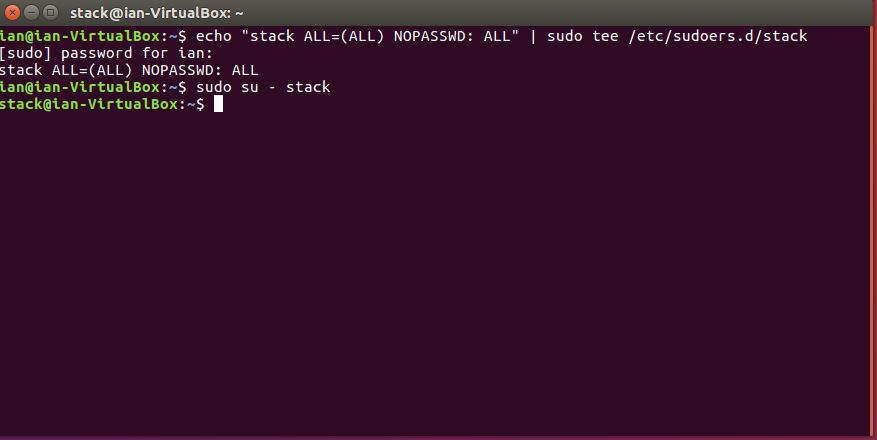 stack@ian-VirtualBox: ~
ian@ian-VirtualBox:~$ echo "stack ALL=(ALL) NOPASSWD: ALL" | sudo tee /etc/sudoers.d/stack
[sudo] password for ian:
stack ALL=(ALL) NOPASSWD: ALL
ian@ian-VirtualBox:~$ sudo su - stack
stack@ian-VirtualBox:~$